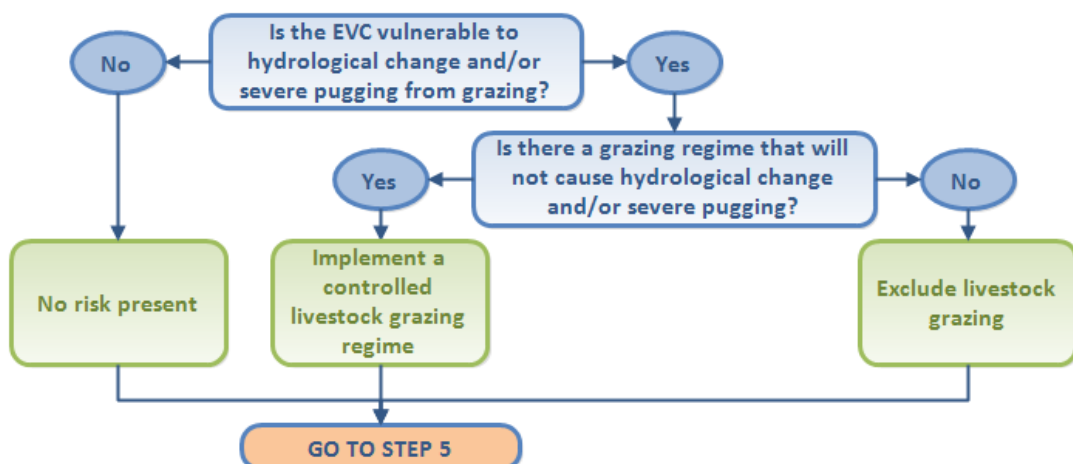 Is the EVC vulnerable to
hydrological change and/or
severe pugging from grazing?
No
Yes
Is there a grazing regime that will
not cause hydrological change
and/or severe pugging?
Yes
No
No risk present
Implement a
controlled
livestock grazing
regime
Exclude livestock
grazing
GO TO STEP 5